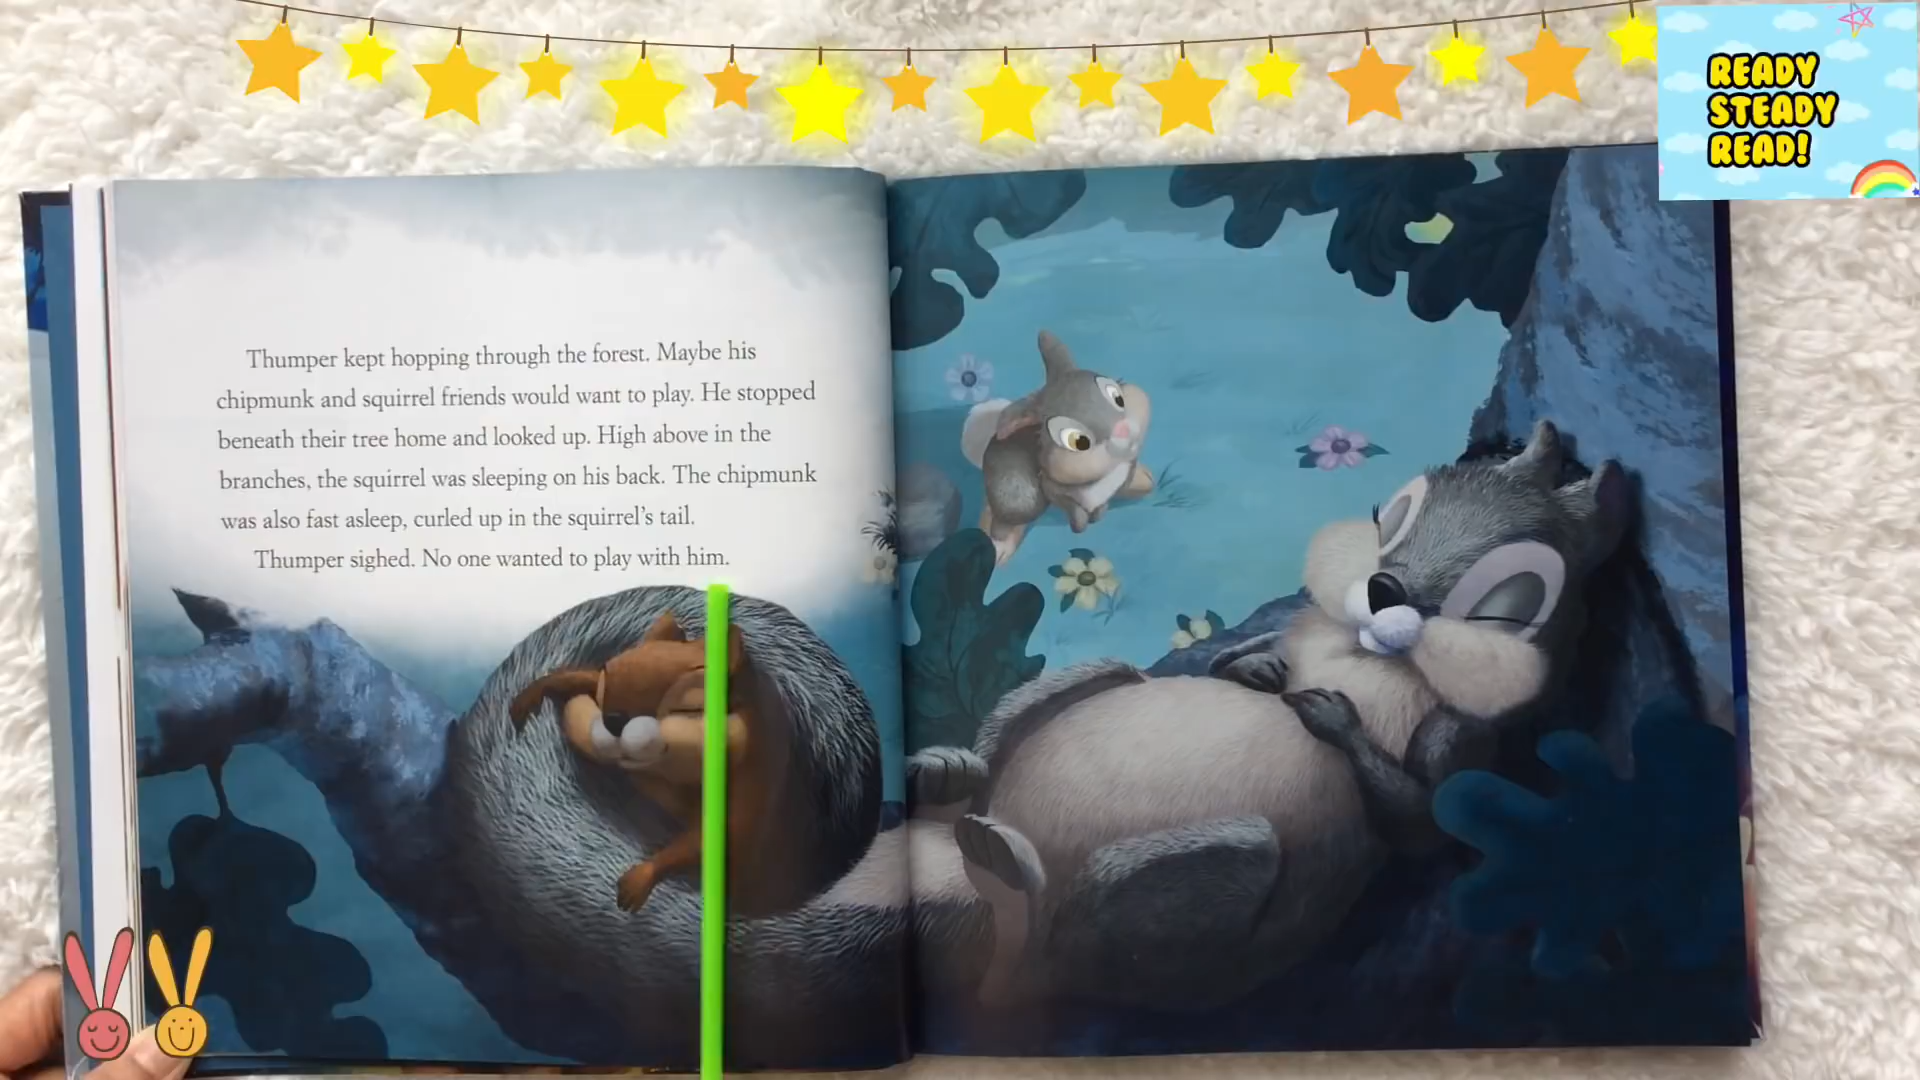 READY
STEADY
READ!
Thumper kept hopping through the forest. Maybe his
chipmunk and squirrel friends would want to play. He stopped
beneath their tree home and looked up. High above in the
branches, the squirrel was sleeping on his back. The chipmunk
was also fast asleep, curled up in the squirrel's tail.
Thumper sighed. No one wanted to play with him.